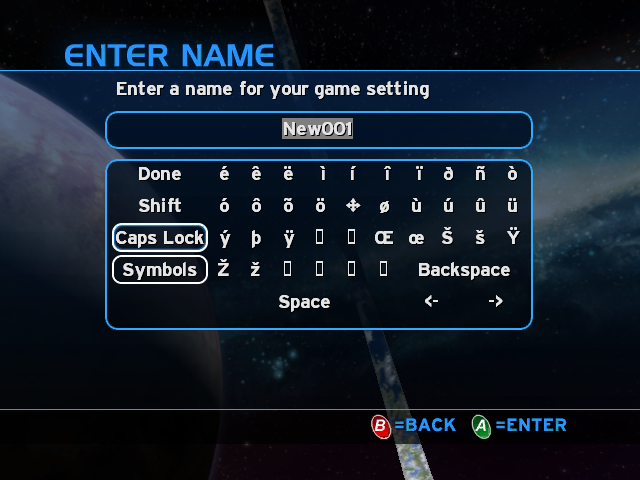 ENTER NAME
Enter a name for your game setting
New001
Done é ê ë ì í î ï ð ñ ò
Shift ó ô õ ö ✣ ø ù ú û ü
Caps Lock ý þ ÿ ▯ ▯ Œ œ Š š Ÿ
Symbols Ž ž ▯ ▯ ▯ ▯ Backspace
Space <- ->
B =BACK A =ENTER